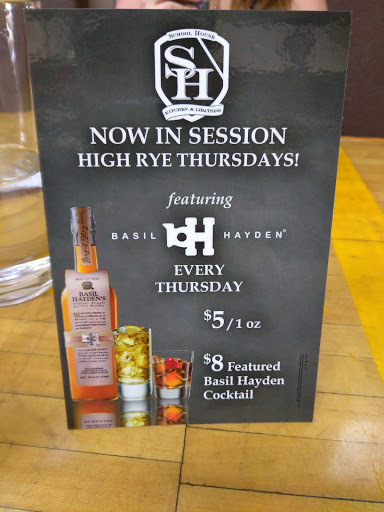 SCHOOL HOUSE
SH
KITCHEN & LIBATIONS
NOW IN SESSION
HIGH RYE THURSDAYS!
featuring
BASIL bH HAYDEN®
EVERY
THURSDAY
$5/1 oz
$8 Featured
Basil Hayden
Cocktail
BASIL
HAYDEN'S